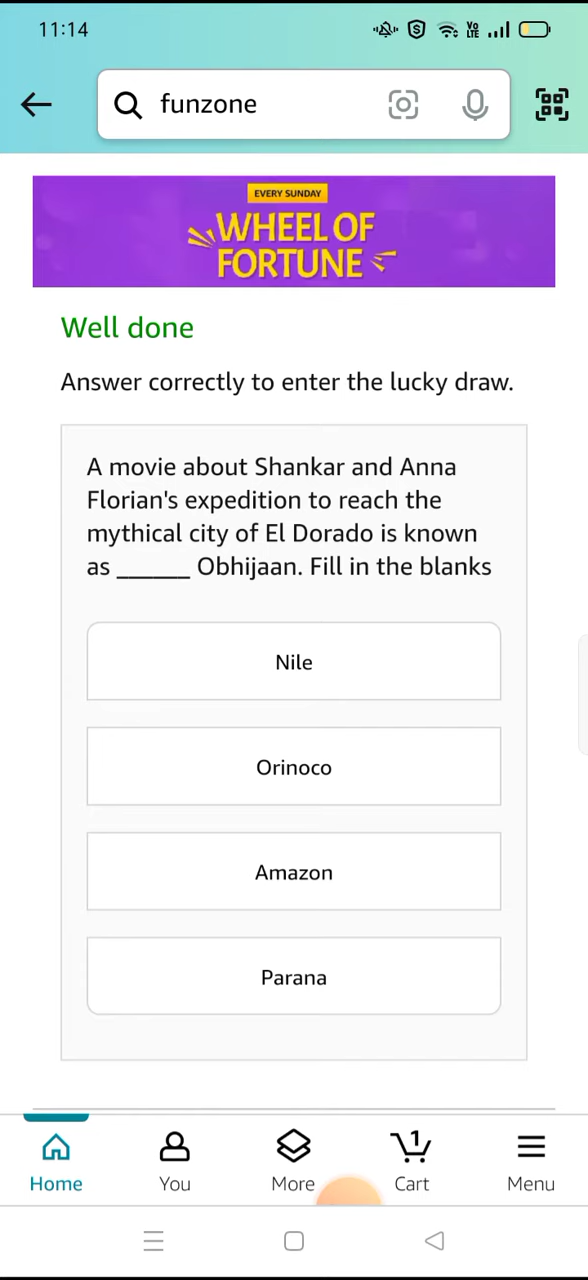 11:14
Vo
LTE
funzone
EVERY SUNDAY
WHEEL OF
FORTUNE
Well done
Answer correctly to enter the lucky draw.
A movie about Shankar and Anna
Florian's expedition to reach the
mythical city of El Dorado is known
as ______ Obhijaan. Fill in the blanks
Nile
Orinoco
Amazon
Parana
1
Home
You
More
Cart
Menu